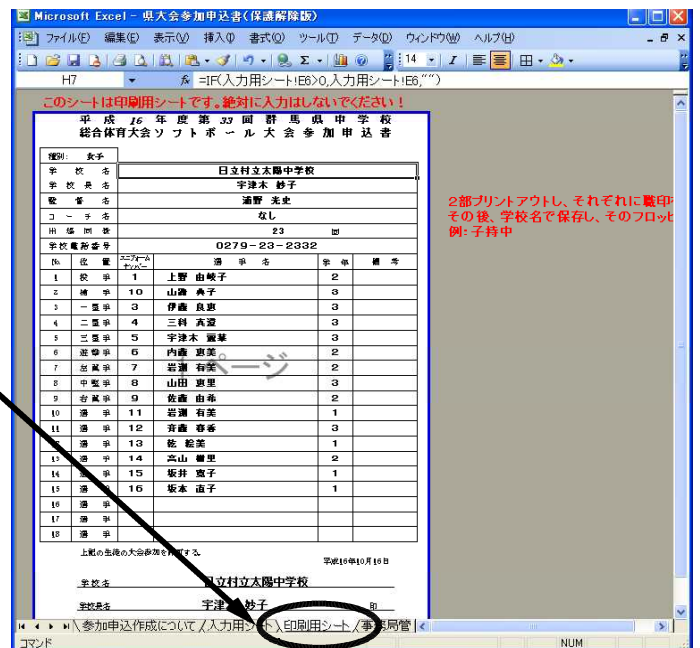 Microsoft Excel - 県大会参加申込書(保護解除版)
ファイル(F) 編集(E) 表示(V) 挿入(I) 書式(O) ツール(T) データ(D) ウィンドウ(W) ヘルプ(H)
14
H7 fx =IF(入力用シート!E6>0,入力用シート!E6,"")
このシートは印刷用シートです。絶対に入力はしないでください!
平成 16 年度第 33 回群馬県中学校
総合体育大会ソフトボール大会参加申込書
種別: 女子
学校名 日立村立太陽中学校
学校長名 宇津木 妙子
監督名 浦野 光史
コーチ名 なし
出場回数 23 回
学校電話番号 0279-23-2332
No. 位置 ユニフォームナンバー 選手名 学年 備考
1 投手 1 上野 由岐子 2
2 捕手 10 山路 典子 3
3 一塁手 3 伊藤 良恵 3
4 二塁手 4 三科 真澄 3
5 三塁手 5 宇津木 麗華 3
6 遊撃手 6 内藤 恵美 2
7 左翼手 7 岩渕 有美 2
8 中堅手 8 山田 恵里 3
9 右翼手 9 佐藤 由希 2
10 選手 11 岩渕 有美 1
11 選手 12 斉藤 春香 3
選手 13 乾 絵美 1
13 選手 14 高山 樹里 2
14 選手 15 坂井 寛子 1
15 選手 16 坂本 直子 1
16 選手
17 選手
18 選手
1 ページ
上記の生徒の大会参加を
平成16年10月16日
学校名 日立村立太陽中学校
学校長名 宇津 妙子 印
2部プリントアウトし、それぞれに職印
その後、学校名で保存し、そのフロッピ
例:子持中
参加申込作成について 入力用シート 印刷用シート 事務局管
コマンド NUM